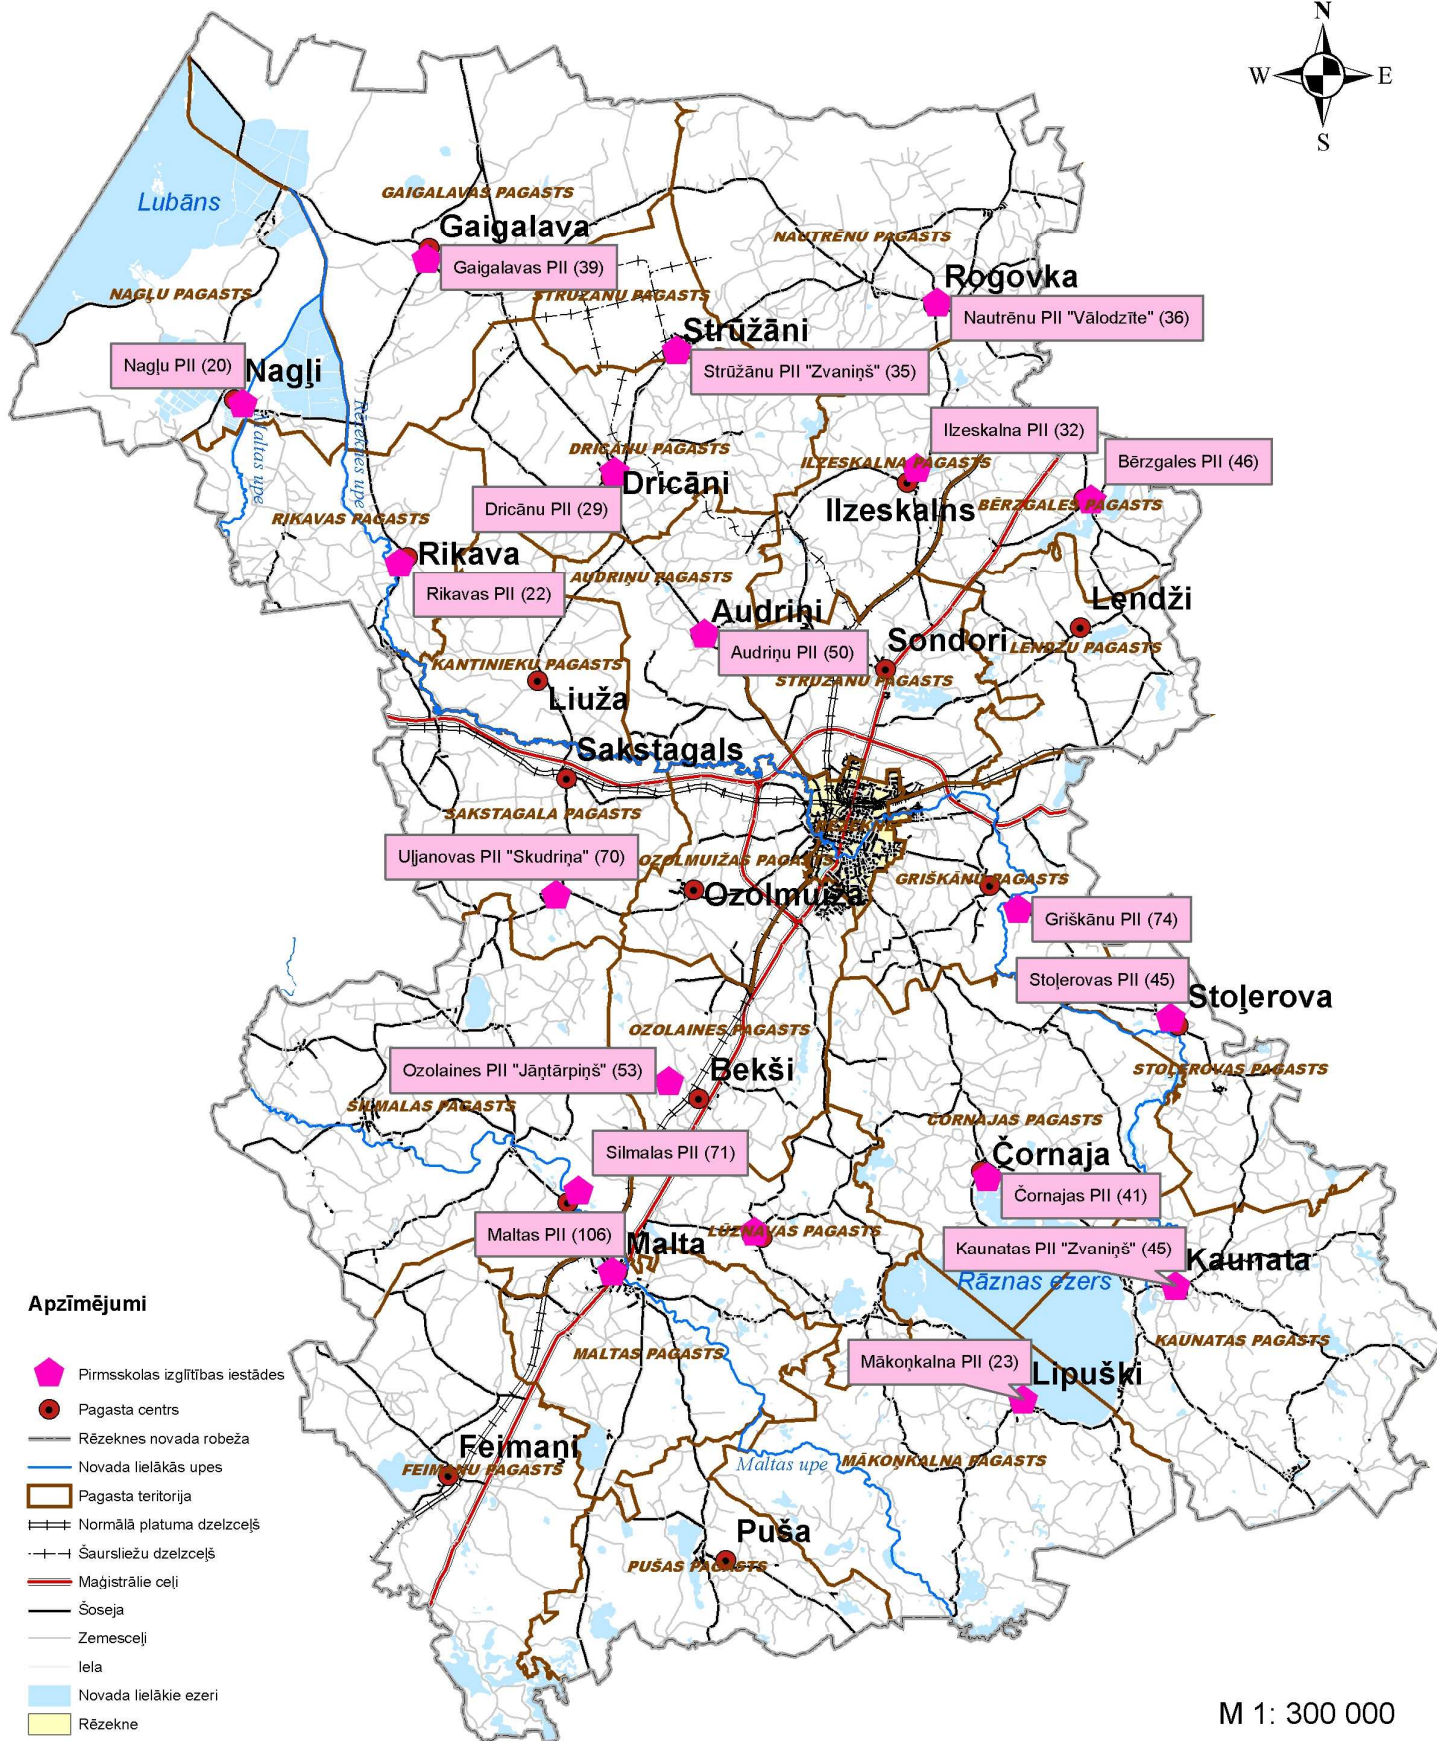 N
W
E
S
Lubāns
GAIGALAVAS PAGASTS
Gaigalava
Gaigalavas PII (39)
NAUTRĒNU PAGASTS
NAGĻU PAGASTS
STRŪŽĀNU PAGASTS
Rogovka
Nautrēnu PII "Vālodzīte" (36)
Strūžāni
Nagļu PII (20)
Nagļi
Strūžānu PII "Zvaniņš" (35)
Maltas upe
Rēzeknes upe
Ilzeskalna PII (32)
DRICĀNU PAGASTS
ILZESKALNA PAGASTS
Bērzgales PII (46)
Dricāni
Dricānu PII (29)
Ilzeskalns
BĒRZGALES PAGASTS
RIKAVAS PAGASTS
Rikava
AUDRIŅU PAGASTS
Rikavas PII (22)
Lendži
Audriņi
Sondori
LENDŽU PAGASTS
Audriņu PII (50)
KANTINIEKU PAGASTS
STRŪŽĀNU PAGASTS
Liuža
Sakstagals
SAKSTAGALA PAGASTS
RĒZEKNE
Uļjanovas PII "Skudriņa" (70)
OZOLMUIŽAS PAGASTS
Ozolmuiža
GRIŠKĀNU PAGASTS
Griškānu PII (74)
Stoļerovas PII (45)
Stoļerova
OZOLAINES PAGASTS
Ozolaines PII "Jāņtārpiņš" (53)
Bekši
STOĻEROVAS PAGASTS
SILMALAS PAGASTS
ČORNAJAS PAGASTS
Silmalas PII (71)
Čornaja
Čornajas PII (41)
Maltas PII (106)
Malta
LŪZNAVAS PAGASTS
Kaunatas PII "Zvaniņš" (45)
Kaunata
Rāznas ezers
MALTAS PAGASTS
KAUNATAS PAGASTS
Mākoņkalna PII (23)
Lipuški
Feimaņi
FEIMAŅU PAGASTS
Maltas upe
MĀKOŅKALNA PAGASTS
Puša
PUŠAS PAGASTS
Apzīmējumi
Pirmsskolas izglītības iestādes
Pagasta centrs
Rēzeknes novada robeža
Novada lielākās upes
Pagasta teritorija
Normālā platuma dzelzceļš
Šaursliežu dzelzceļš
Maģistrālie ceļi
Šoseja
Zemesceļi
Iela
Novada lielākie ezeri
Rēzekne
M 1: 300 000